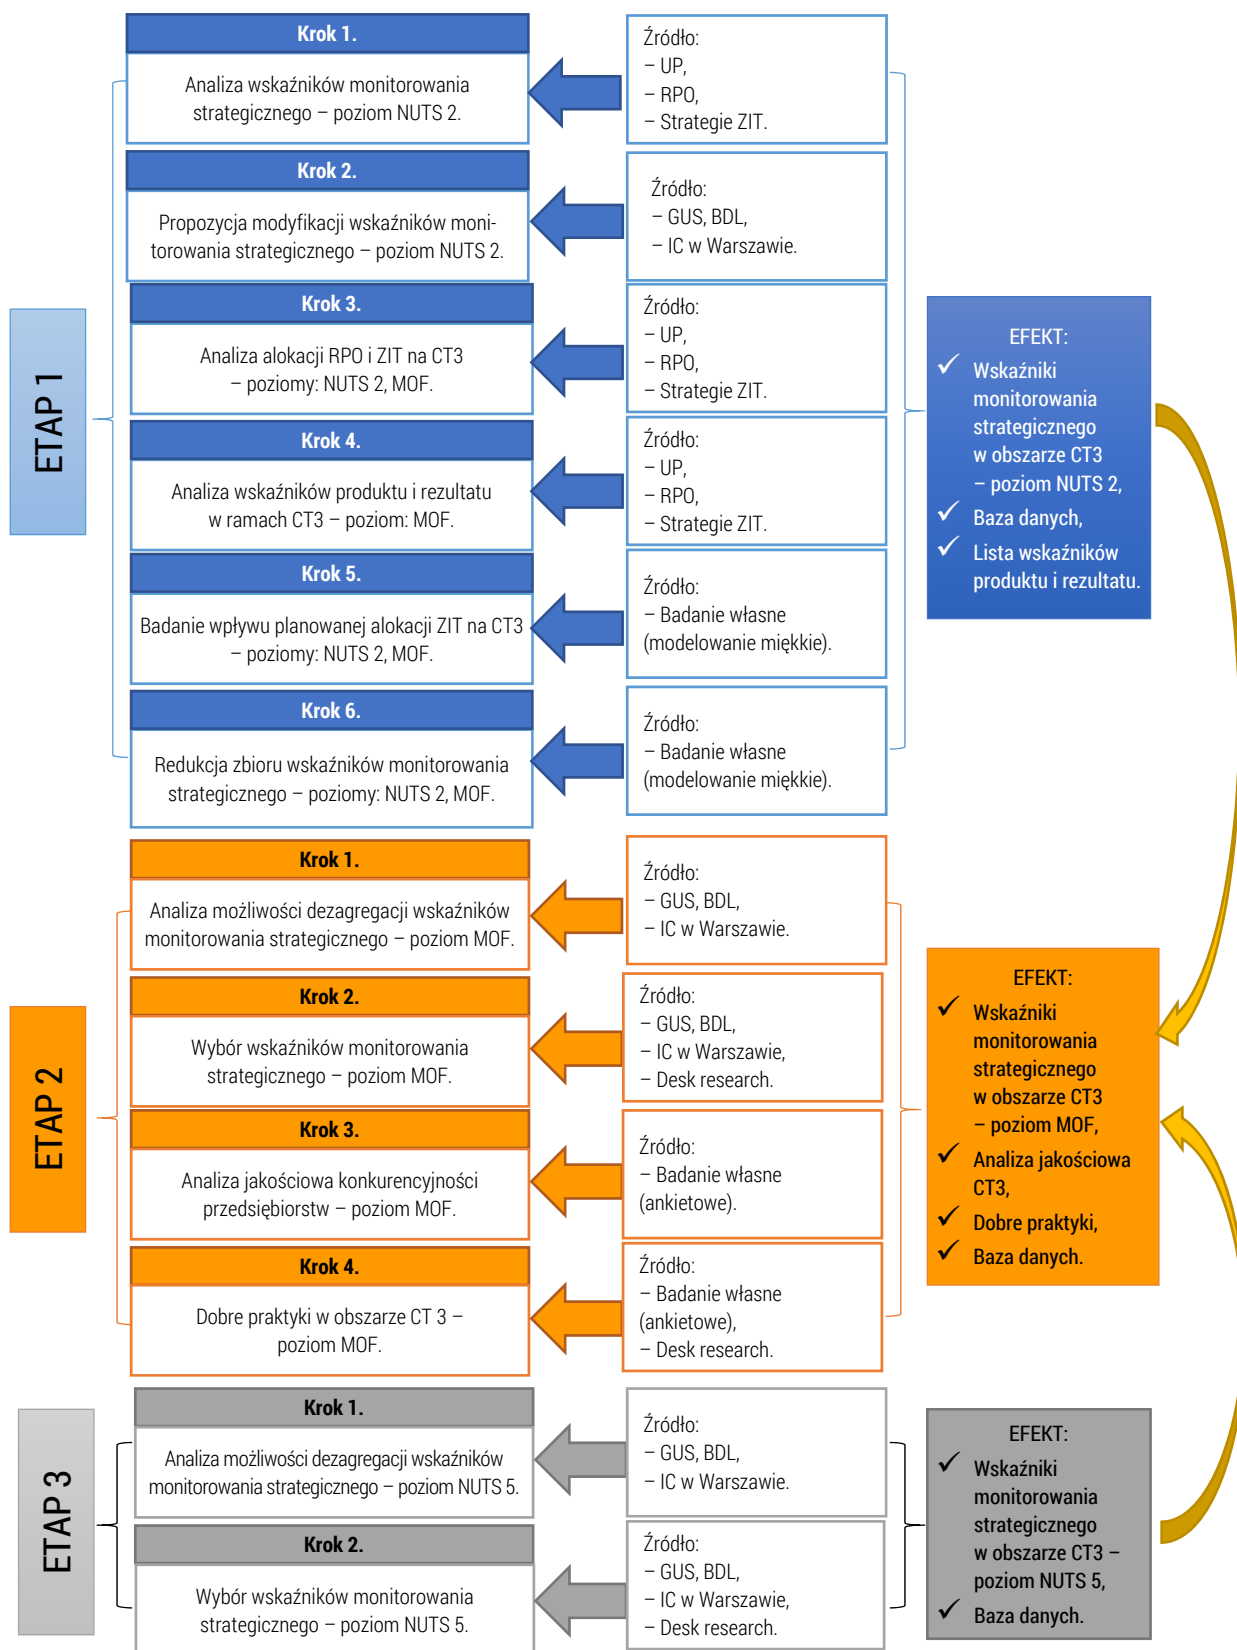 ETAP 1
Krok 1.
Analiza wskaźników monitorowania
strategicznego – poziom NUTS 2.
Źródło:
– UP,
– RPO,
– Strategie ZIT.
Krok 2.
Propozycja modyfikacji wskaźników moni-
torowania strategicznego – poziom NUTS 2.
Źródło:
– GUS, BDL,
– IC w Warszawie.
Krok 3.
Analiza alokacji RPO i ZIT na CT3
– poziomy: NUTS 2, MOF.
Źródło:
– UP,
– RPO,
– Strategie ZIT.
Krok 4.
Analiza wskaźników produktu i rezultatu
w ramach CT3 – poziom: MOF.
Źródło:
– UP,
– RPO,
– Strategie ZIT.
Krok 5.
Badanie wpływu planowanej alokacji ZIT na CT3
– poziomy: NUTS 2, MOF.
Źródło:
– Badanie własne
(modelowanie miękkie).
Krok 6.
Redukcja zbioru wskaźników monitorowania
strategicznego – poziomy: NUTS 2, MOF.
Źródło:
– Badanie własne
(modelowanie miękkie).
EFEKT:
✓ Wskaźniki
monitorowania
strategicznego
w obszarze CT3
– poziom NUTS 2,
✓ Baza danych,
✓ Lista wskaźników
produktu i rezultatu.
ETAP 2
Krok 1.
Analiza możliwości dezagregacji wskaźników
monitorowania strategicznego – poziom MOF.
Źródło:
– GUS, BDL,
– IC w Warszawie.
Krok 2.
Wybór wskaźników monitorowania
strategicznego – poziom MOF.
Źródło:
– GUS, BDL,
– IC w Warszawie,
– Desk research.
Krok 3.
Analiza jakościowa konkurencyjności
przedsiębiorstw – poziom MOF.
Źródło:
– Badanie własne
(ankietowe).
Krok 4.
Dobre praktyki w obszarze CT 3 –
poziom MOF.
Źródło:
– Badanie własne
(ankietowe),
– Desk research.
EFEKT:
✓ Wskaźniki
monitorowania
strategicznego
w obszarze CT3
– poziom MOF,
✓ Analiza jakościowa
CT3,
✓ Dobre praktyki,
✓ Baza danych.
ETAP 3
Krok 1.
Analiza możliwości dezagregacji wskaźników
monitorowania strategicznego – poziom NUTS 5.
Źródło:
– GUS, BDL,
– IC w Warszawie.
Krok 2.
Wybór wskaźników monitorowania
strategicznego – poziom NUTS 5.
Źródło:
– GUS, BDL,
– IC w Warszawie,
– Desk research.
EFEKT:
✓ Wskaźniki
monitorowania
strategicznego
w obszarze CT3 –
poziom NUTS 5,
✓ Baza danych.